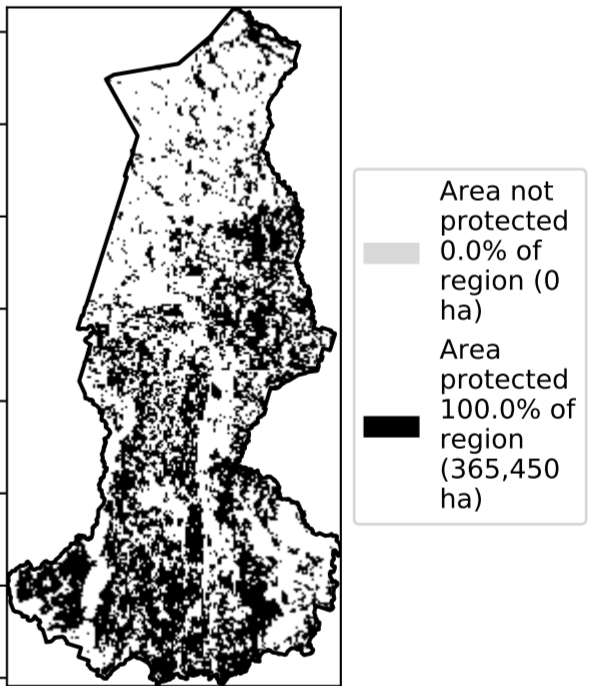 Area not
protected
0.0% of
region (0
ha)
Area
protected
100.0% of
region
(365,450
ha)